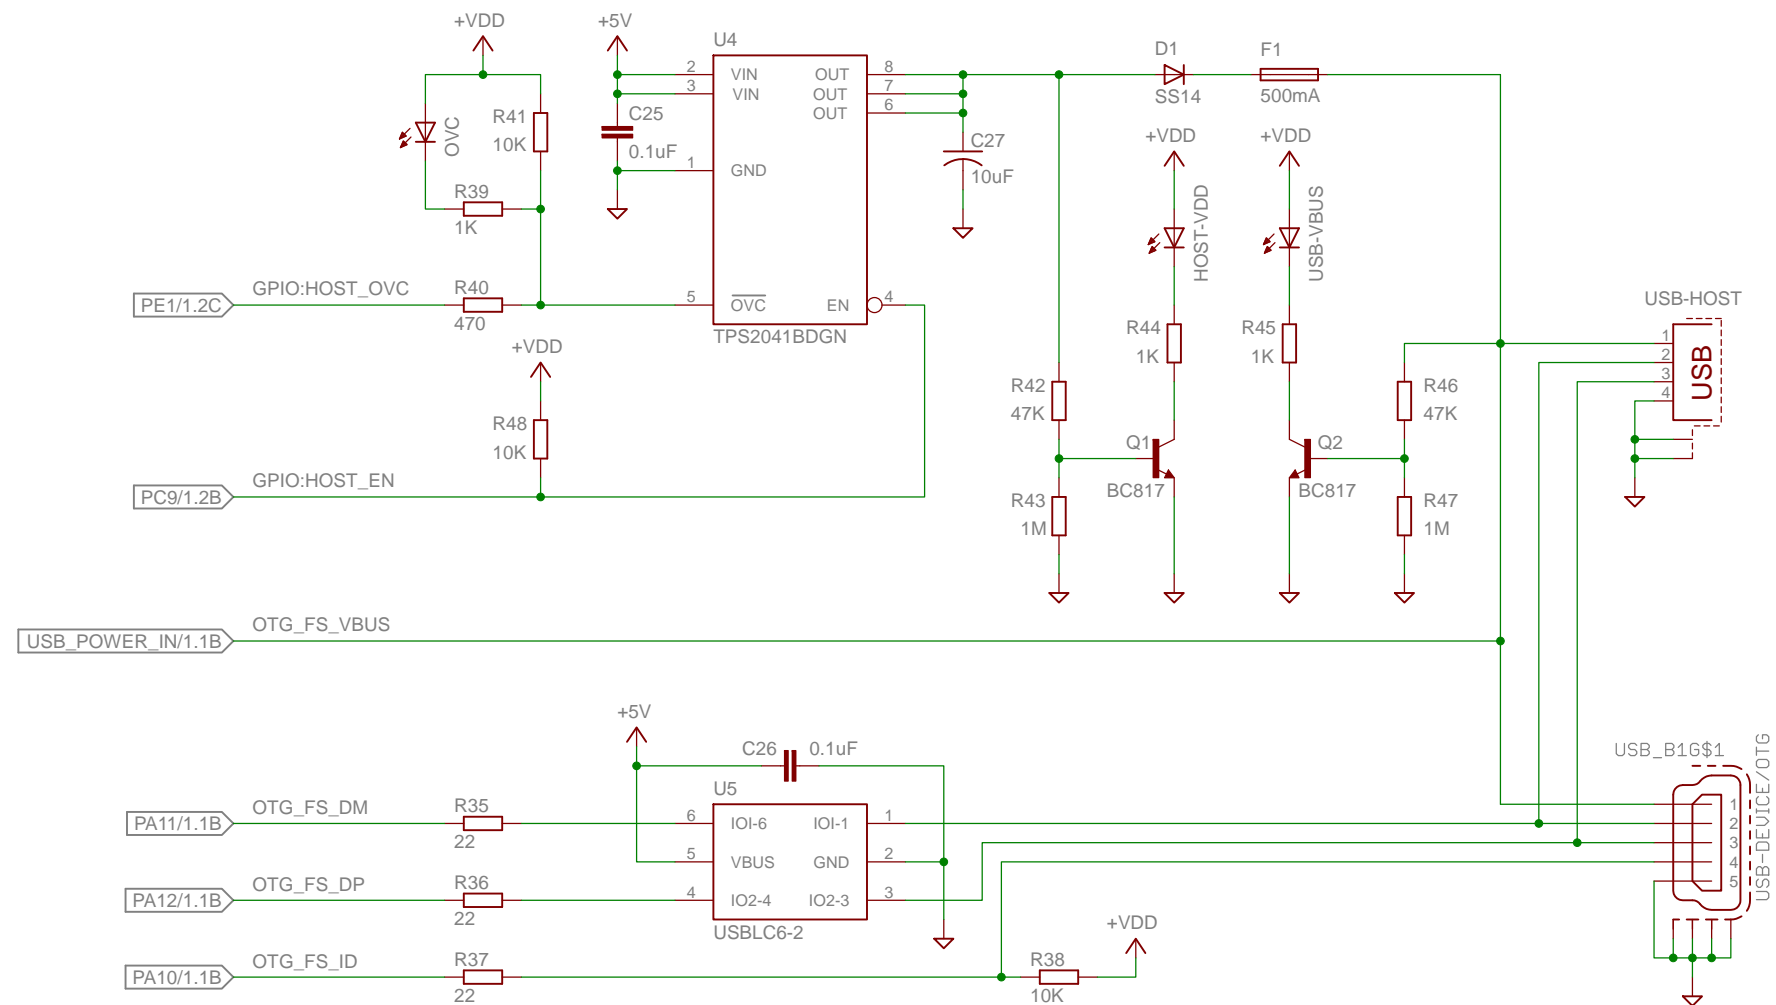 +VDD
+5V
U4
D1
F1
2
VIN
OUT
8
3
VIN
OUT
7
OUT
6
SS14
500mA
R41
10K
OVC
C25
0.1uF
C27
10uF
+VDD
+VDD
1
GND
R39
1K
HOST-VDD
USB-VBUS
PE1/1.2C
GPIO:HOST_OVC
R40
470
5
OVC
EN
4
TPS2041BDGN
USB-HOST
R44
1K
R45
1K
1
2
3
4
USB
+VDD
R42
47K
R46
47K
R48
10K
Q1
BC817
Q2
BC817
PC9/1.2B
GPIO:HOST_EN
R43
1M
R47
1M
USB_POWER_IN/1.1B
OTG_FS_VBUS
+5V
C26
0.1uF
USB_B1G$1
USB-DEVICE/OTG
U5
PA11/1.1B
OTG_FS_DM
R35
22
6
IOI-6
IOI-1
1
5
VBUS
GND
2
PA12/1.1B
OTG_FS_DP
R36
22
4
IO2-4
IO2-3
3
USBLC6-2
1
2
3
4
5
PA10/1.1B
OTG_FS_ID
R37
22
R38
10K
+VDD